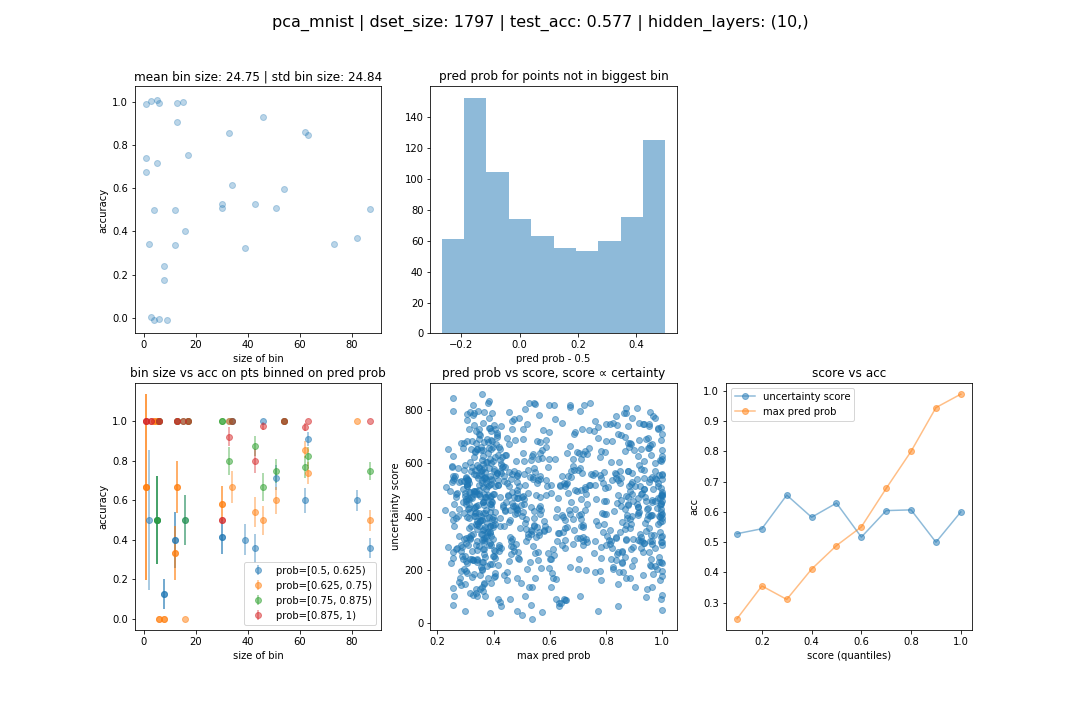 pca_mnist | dset_size: 1797 | test_acc: 0.577 | hidden_layers: (10,)
mean bin size: 24.75 | std bin size: 24.84
accuracy
1.0
0.8
0.6
0.4
0.2
0.0
0 20 40 60 80
size of bin
pred prob for points not in biggest bin
140
120
100
80
60
40
20
0
−0.2 0.0 0.2 0.4
pred prob - 0.5
bin size vs acc on pts binned on pred prob
accuracy
1.0
0.8
0.6
0.4
0.2
0.0
prob=[0.5, 0.625)
prob=[0.625, 0.75)
prob=[0.75, 0.875)
prob=[0.875, 1)
0 20 40 60 80
size of bin
pred prob vs score, score ∝ certainty
uncertainty score
800
600
400
200
0
0.2 0.4 0.6 0.8 1.0
max pred prob
score vs acc
uncertainty score
max pred prob
acc
1.0
0.9
0.8
0.7
0.6
0.5
0.4
0.3
0.2 0.4 0.6 0.8 1.0
score (quantiles)